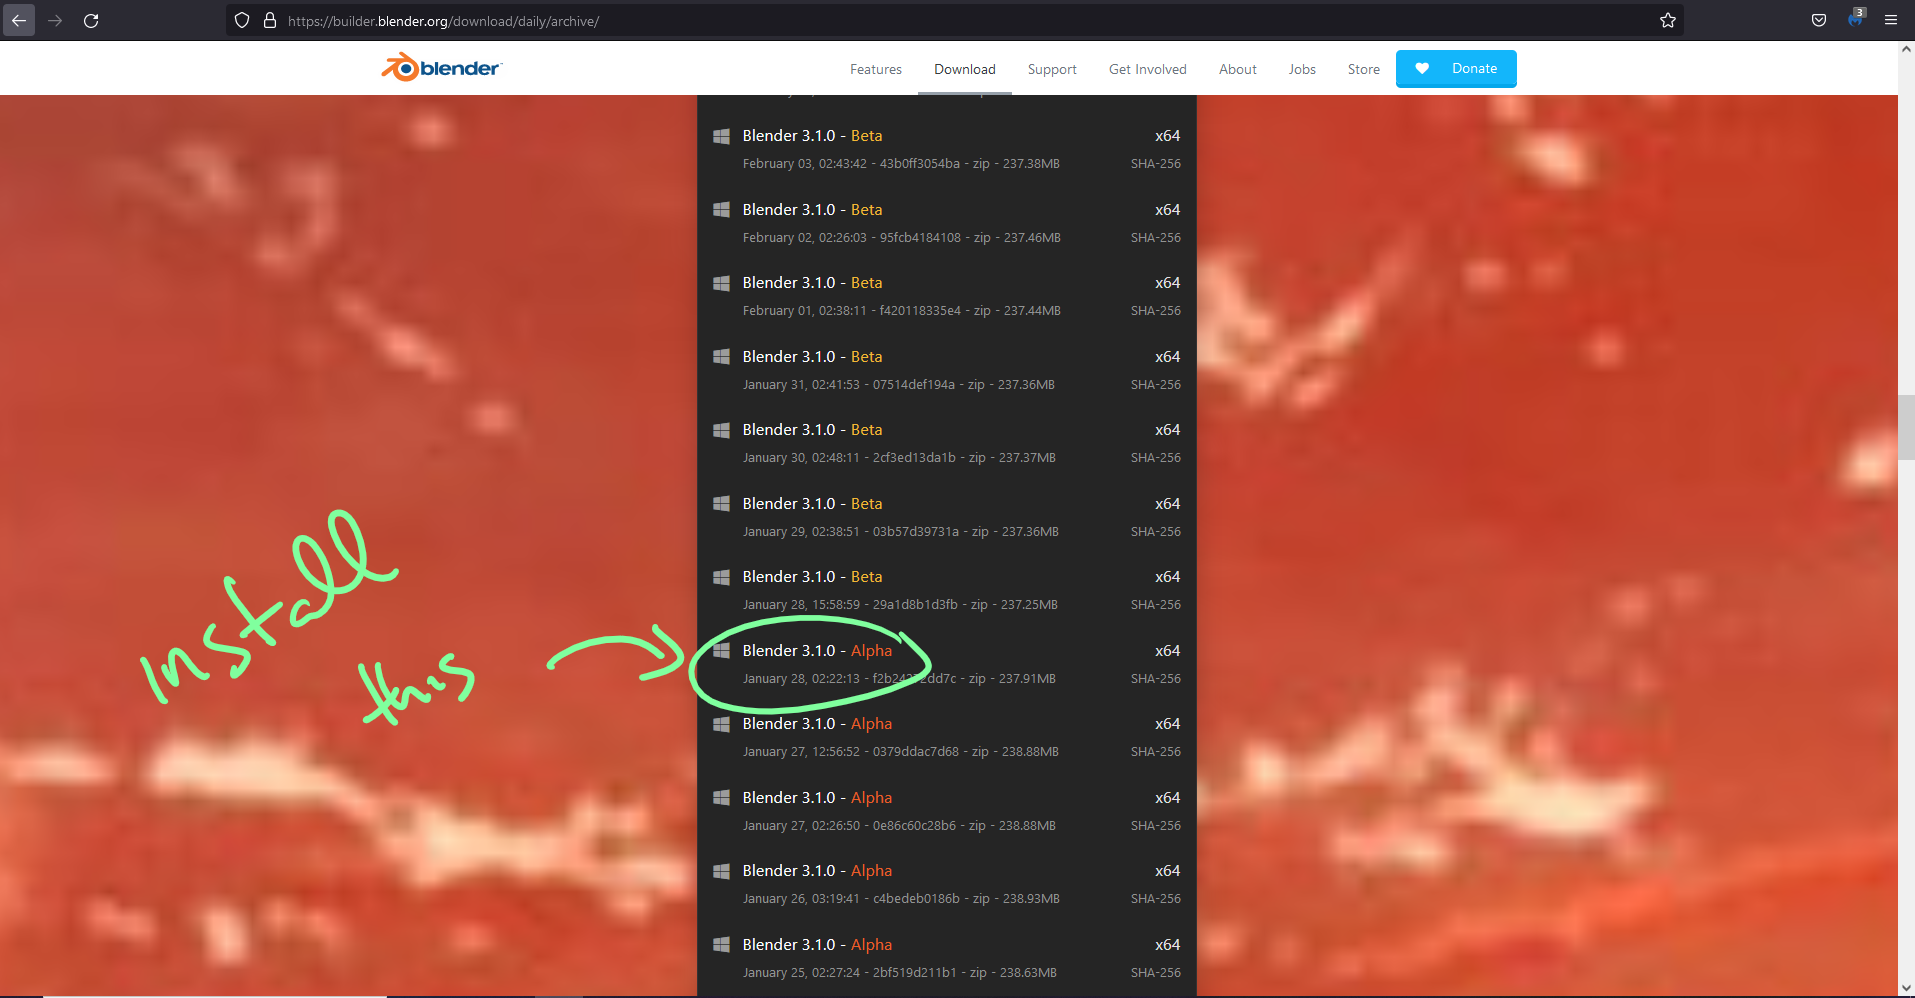 https://builder.blender.org/download/daily/archive/
3
blender
Features Download Support Get Involved About Jobs Store Donate
Blender 3.1.0 - Beta x64
February 03, 02:43:42 - 43b0ff3054ba - zip - 237.38MB SHA-256
Blender 3.1.0 - Beta x64
February 02, 02:26:03 - 95fcb4184108 - zip - 237.46MB SHA-256
Blender 3.1.0 - Beta x64
February 01, 02:38:11 - f420118335e4 - zip - 237.44MB SHA-256
Blender 3.1.0 - Beta x64
January 31, 02:41:53 - 07514def194a - zip - 237.36MB SHA-256
Blender 3.1.0 - Beta x64
January 30, 02:48:11 - 2cf3ed13da1b - zip - 237.37MB SHA-256
Blender 3.1.0 - Beta x64
January 29, 02:38:51 - 03b57d39731a - zip - 237.36MB SHA-256
Blender 3.1.0 - Beta x64
January 28, 15:58:59 - 29a1d8b1d3fb - zip - 237.25MB SHA-256
Install
this
Blender 3.1.0 - Alpha x64
January 28, 02:22:13 - zip - 237.91MB SHA-256
Blender 3.1.0 - Alpha x64
January 27, 12:56:52 - 0379ddac7d68 - zip - 238.88MB SHA-256
Blender 3.1.0 - Alpha x64
January 27, 02:26:50 - 0e86c60c28b6 - zip - 238.88MB SHA-256
Blender 3.1.0 - Alpha x64
January 26, 03:19:41 - c4bedeb0186b - zip - 238.93MB SHA-256
Blender 3.1.0 - Alpha x64
January 25, 02:27:24 - 2bf519d211b1 - zip - 238.63MB SHA-256